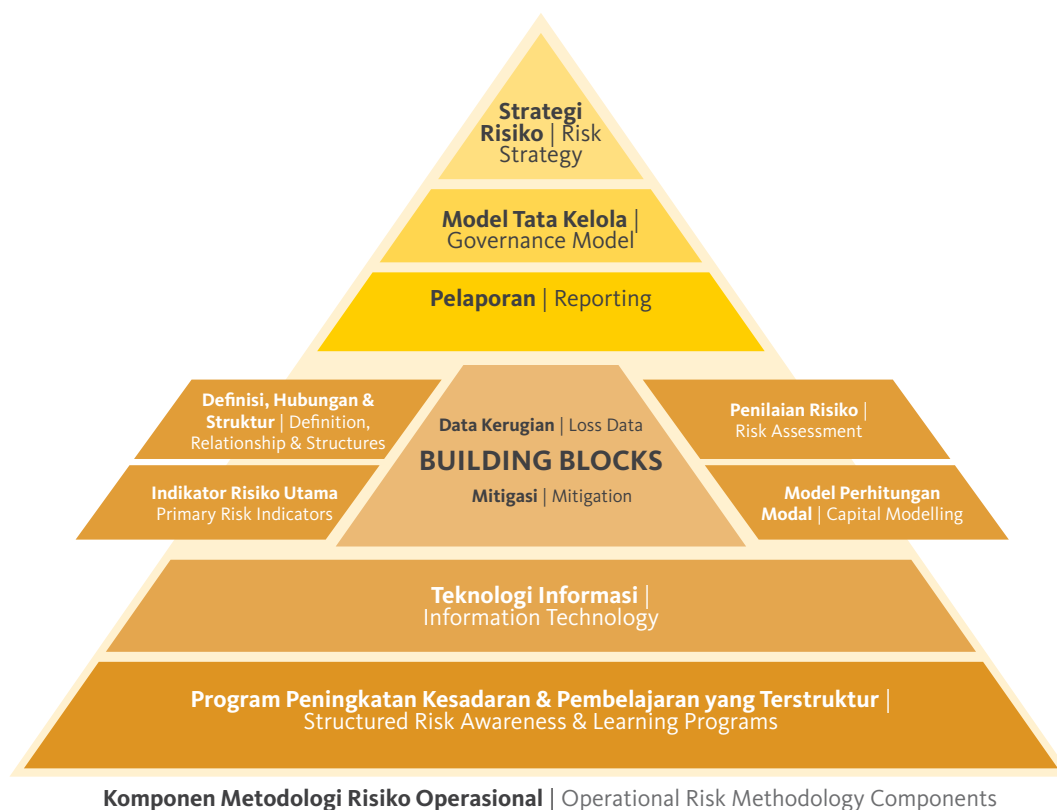 Strategi
Risiko | Risk
Strategy
Model Tata Kelola |
Governance Model
Pelaporan | Reporting
Definisi, Hubungan &
Struktur | Definition,
Relationship & Structures
Indikator Risiko Utama
Primary Risk Indicators
Data Kerugian | Loss Data
BUILDING BLOCKS
Mitigasi | Mitigation
Penilaian Risiko |
Risk Assessment
Model Perhitungan
Modal | Capital Modelling
Teknologi Informasi |
Information Technology
Program Peningkatan Kesadaran & Pembelajaran yang Terstruktur |
Structured Risk Awareness & Learning Programs
Komponen Metodologi Risiko Operasional | Operational Risk Methodology Components